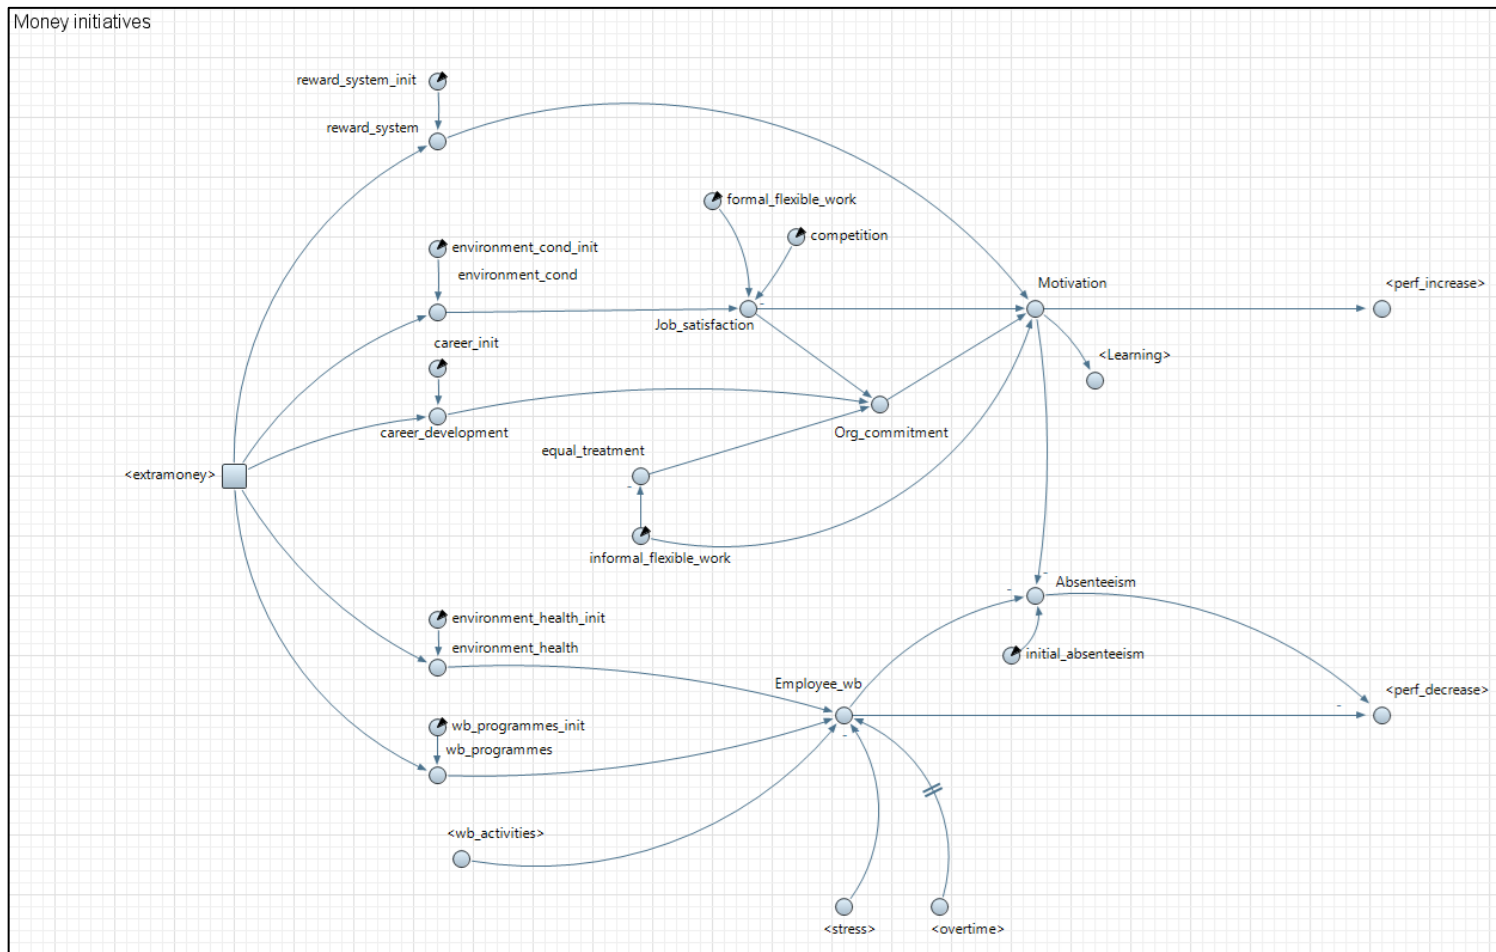 Money initiatives
reward_system_init
reward_system
formal_flexible_work
competition
environment_cond_init
environment_cond
Motivation
<perf_increase>
Job_satisfaction
-
career_init
<Learning>
career_development
Org_commitment
equal_treatment
<extramoney>
-
informal_flexible_work
-
Absenteeism
-
environment_health_init
environment_health
initial_absenteeism
Employee_wb
<perf_decrease>
-
wb_programmes_init
-
wb_programmes
<wb_activities>
<stress>
<overtime>